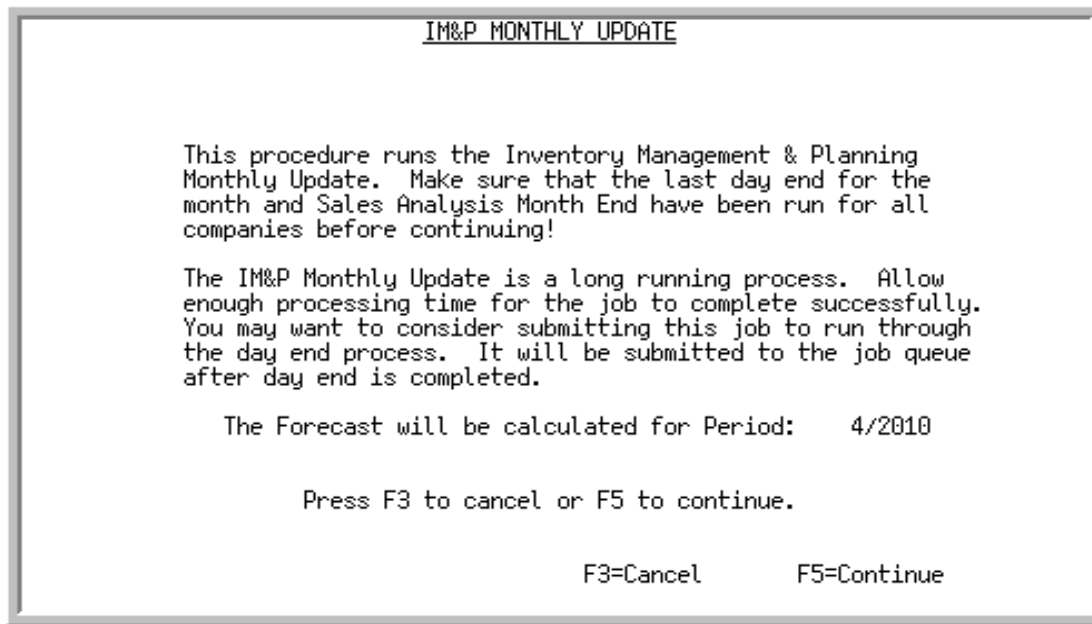 IM&P MONTHLY UPDATE
This procedure runs the Inventory Management & Planning
Monthly Update.  Make sure that the last day end for the
month and Sales Analysis Month End have been run for all
companies before continuing!
The IM&P Monthly Update is a long running process.  Allow
enough processing time for the job to complete successfully.
You may want to consider submitting this job to run through
the day end process.  It will be submitted to the job queue
after day end is completed.
The Forecast will be calculated for Period:    4/2010
Press F3 to cancel or F5 to continue.
F3=Cancel       F5=Continue